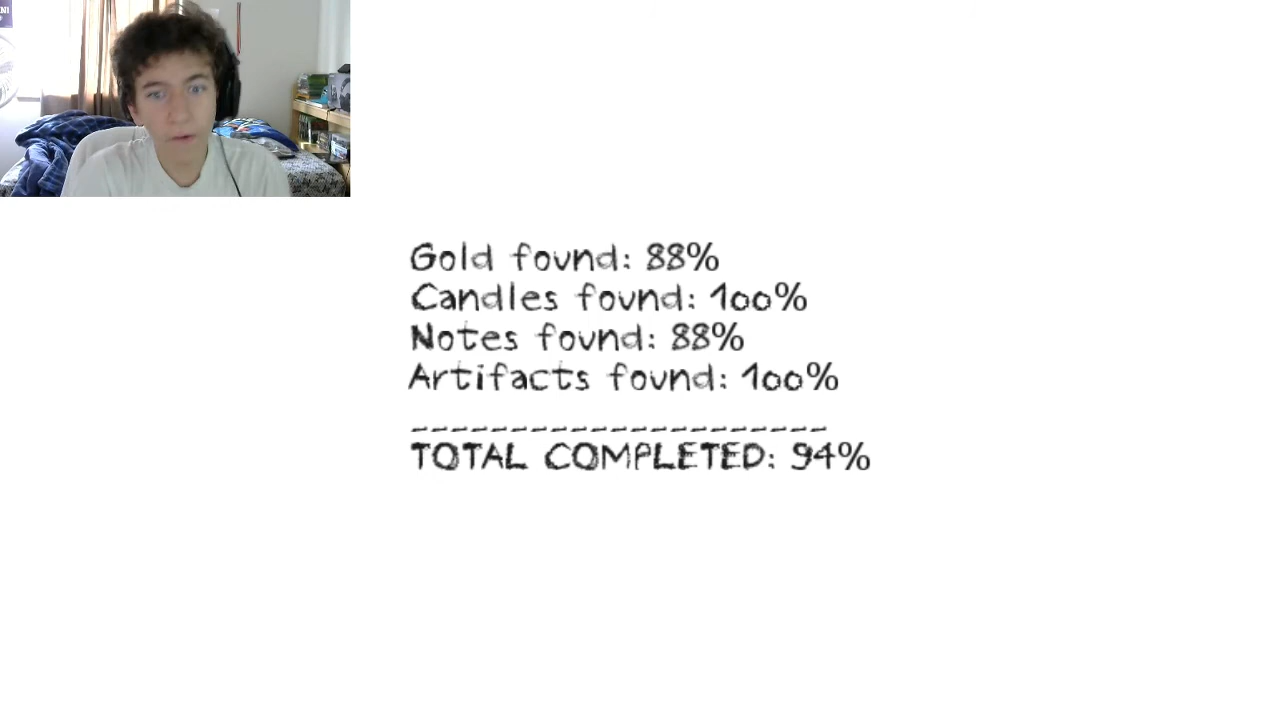 Gold found: 88%
Candles found: 100%
Notes found: 88%
Artifacts found: 100%
---------------------
TOTAL COMPLETED: 94%